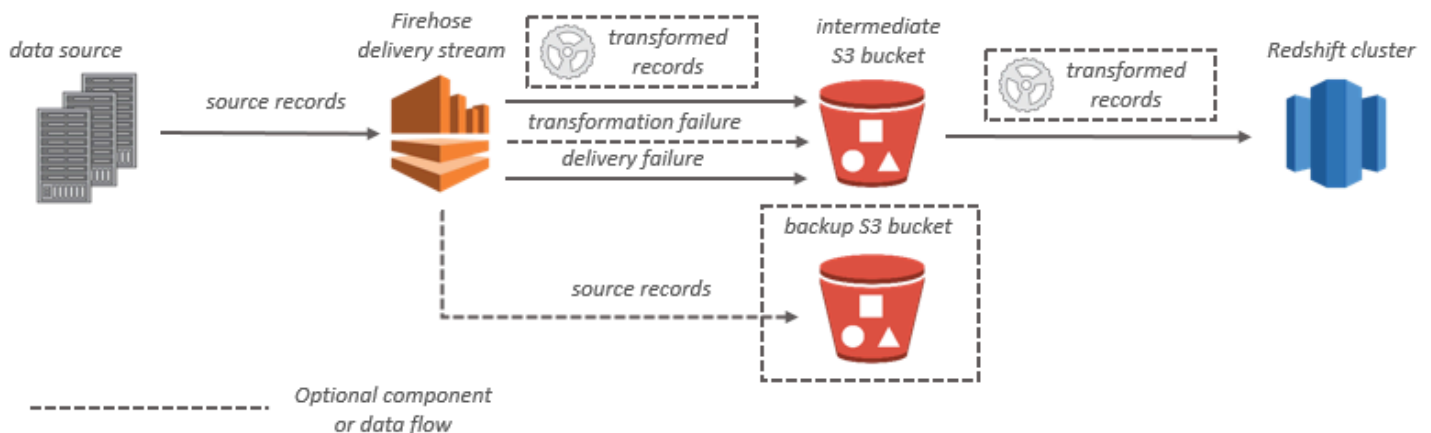 data source
source records
Firehose
delivery stream
transformed
records
transformation failure
delivery failure
intermediate
S3 bucket
transformed
records
Redshift cluster
backup S3 bucket
source records
Optional component
or data flow